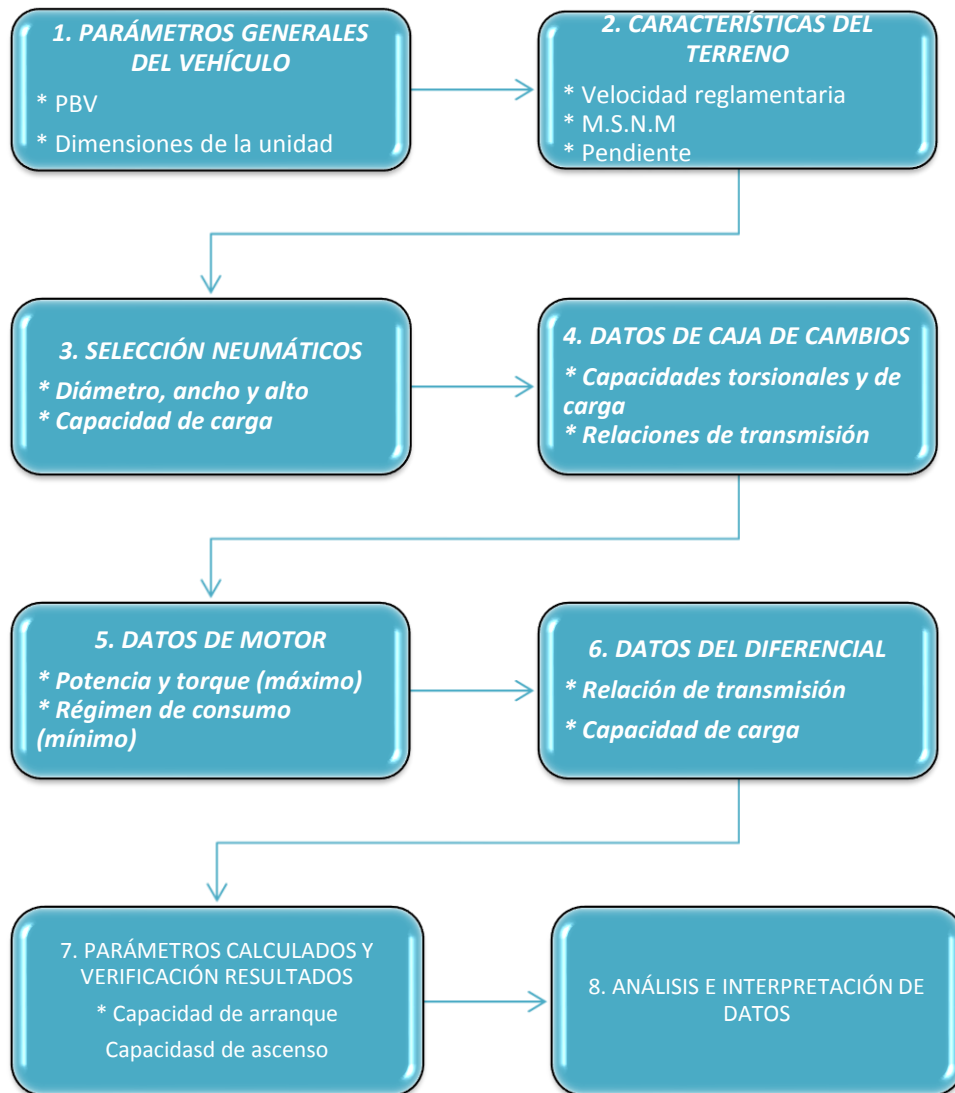 1. PARÁMETROS GENERALES
DEL VEHÍCULO
* PBV
* Dimensiones de la unidad
2. CARACTERÍSTICAS DEL
TERRENO
* Velocidad reglamentaria
* M.S.N.M
* Pendiente
3. SELECCIÓN NEUMÁTICOS
* Diámetro, ancho y alto
* Capacidad de carga
4. DATOS DE CAJA DE CAMBIOS
* Capacidades torsionales y de
carga
* Relaciones de transmisión
5. DATOS DE MOTOR
* Potencia y torque (máximo)
* Régimen de consumo
(mínimo)
6. DATOS DEL DIFERENCIAL
* Relación de transmisión
* Capacidad de carga
7. PARÁMETROS CALCULADOS Y
VERIFICACIÓN RESULTADOS
* Capacidad de arranque
Capacidasd de ascenso
8. ANÁLISIS E INTERPRETACIÓN DE
DATOS